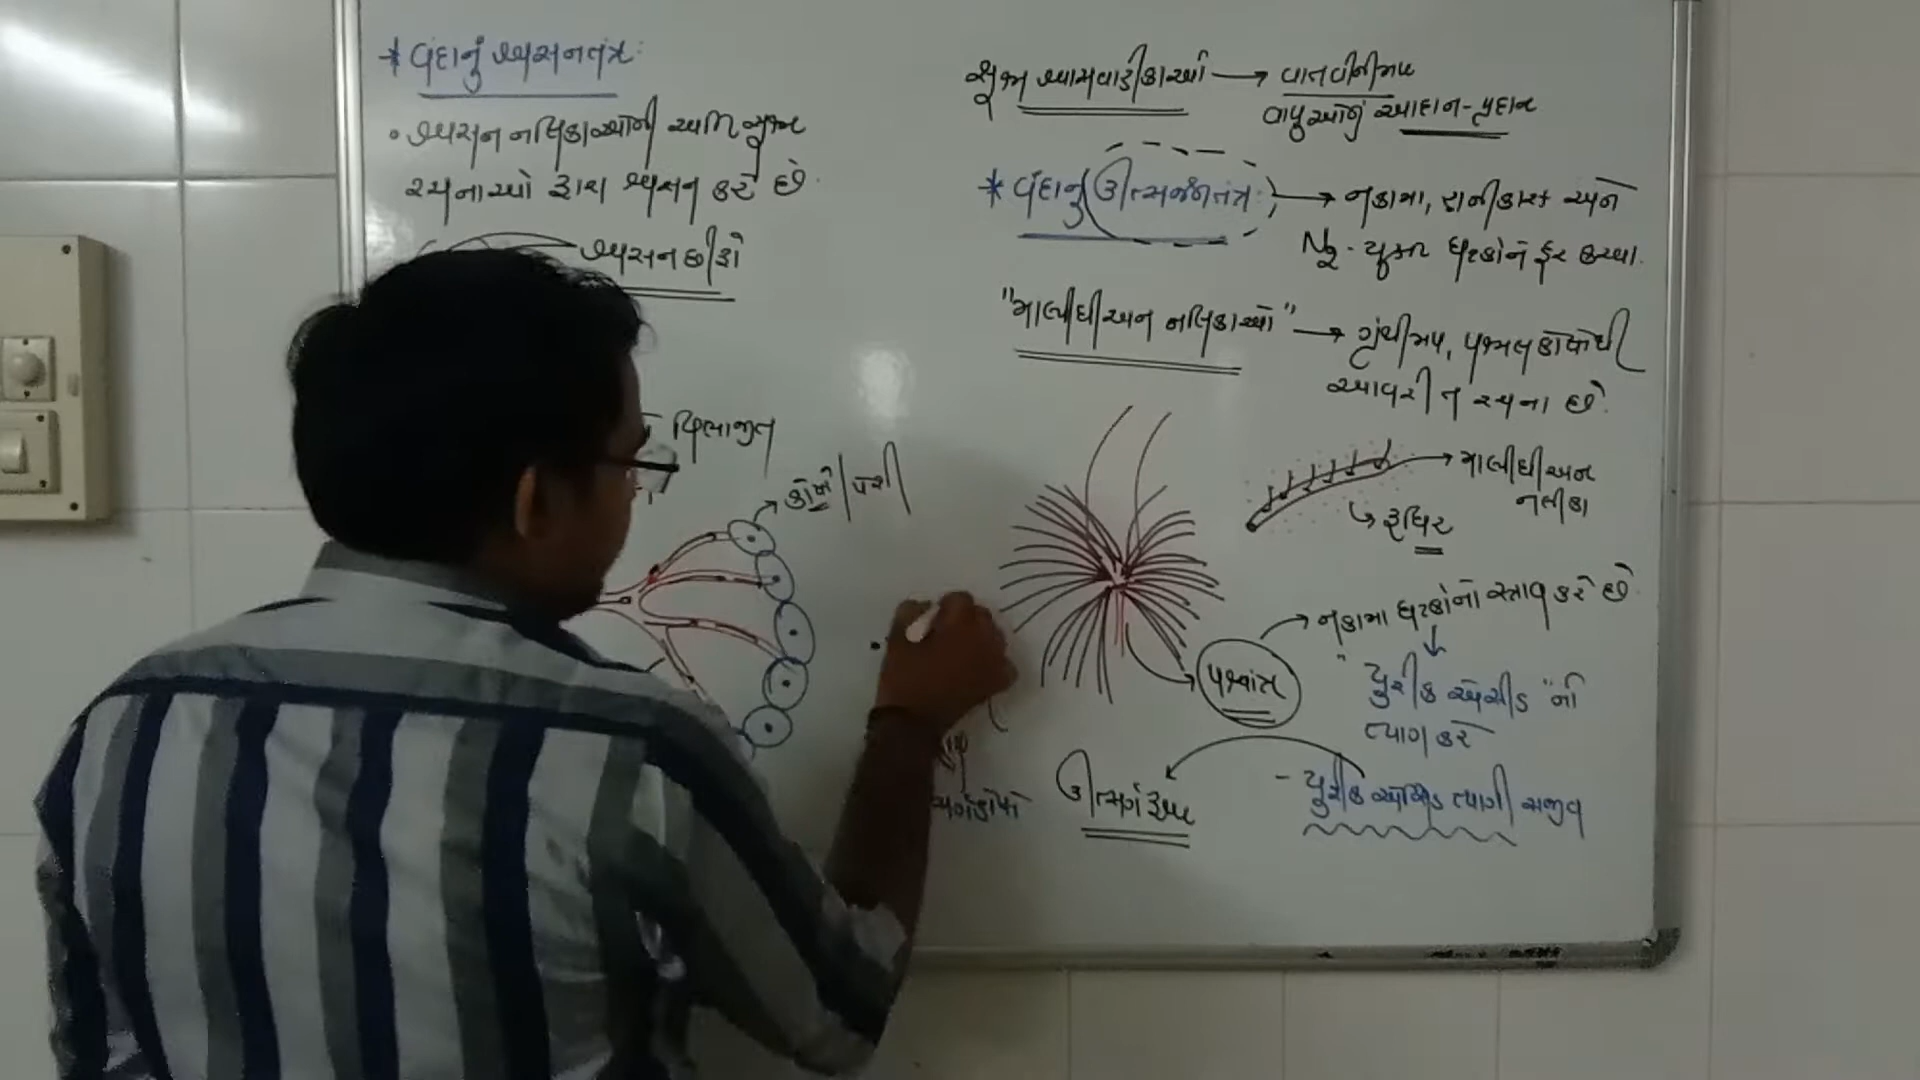 * વંદાનું શ્વસનતંત્ર:
• શ્વસન નલિકાઓની અતિ સૂક્ષ્મ
રચનાઓ દ્વારા શ્વસન કરે છે.
શ્વસનછીદ્રો
કોષો/પેશી
સૂક્ષ્મ શ્વાસવાહીકાઓ → વાતવીનીમય
વાયુઓનું આદાન-પ્રદાન
* વંદાનું ઉત્સર્જનતંત્ર: → નકામા, હાનીકારક અને
N₂-યુક્ત ઘટકોને દૂર કરવા.
"માલ્પીઘીઅન નલિકાઓ" → ગ્રંથીમય, પક્ષ્મલ કોષોથી
આવરીત રચના છે.
→ માલ્પીઘીઅન
નલીકા
↳ રૂધિર
પશ્ચાંત્ર
→ નકામા ઘટકોનો સ્ત્રાવ કરે છે.
"યુરીક એસીડ"નો
ત્યાગ કરે
ઉત્સર્ગ દ્રવ્ય
- યુરીક એસિડ ત્યાગી સજીવ